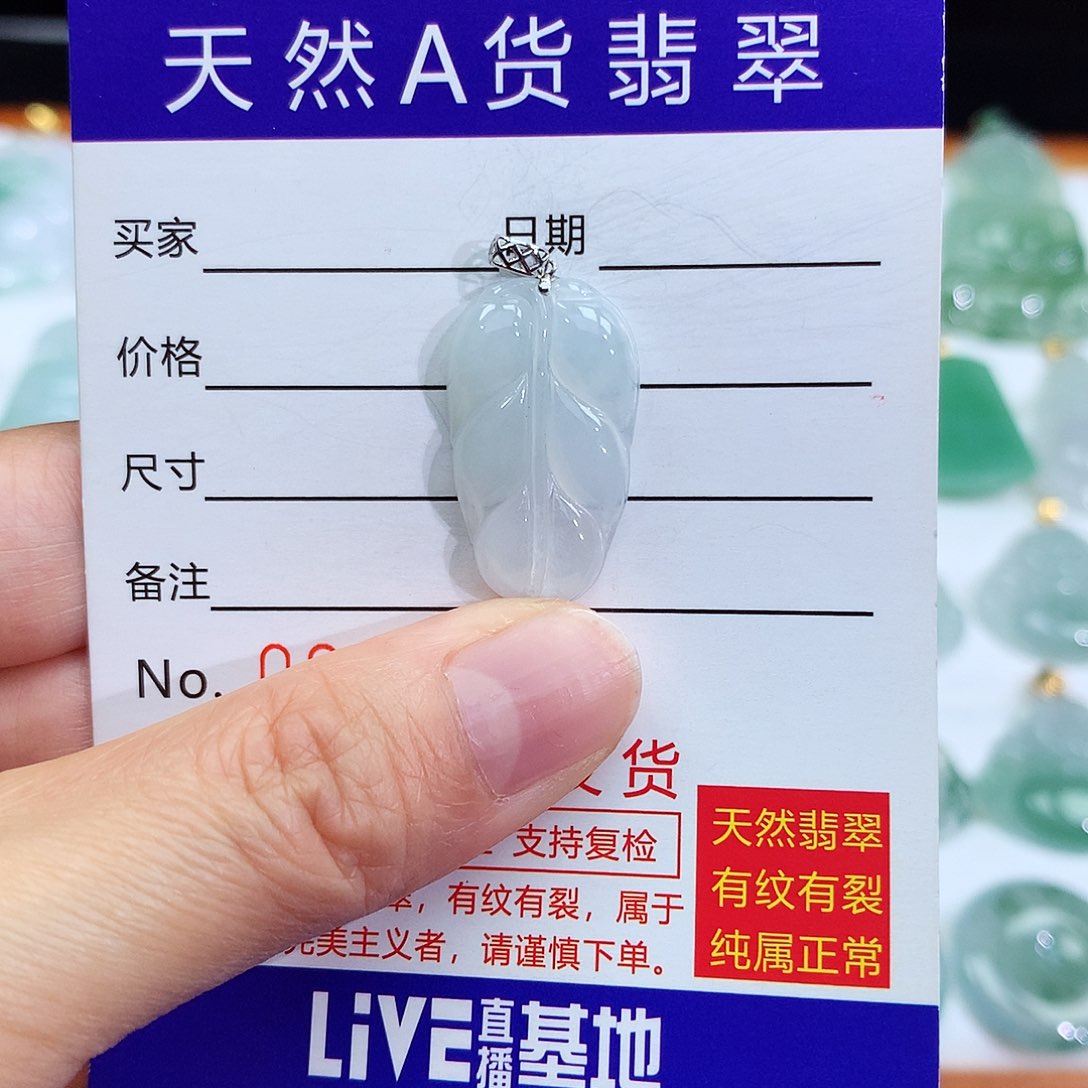 天然A货翡翠
买家 日期
价格
尺寸
备注
No.
货
支持复检
，有纹有裂，属于
美主义者，请谨慎下单。
天然翡翠
有纹有裂
纯属正常
LiVE直播基地